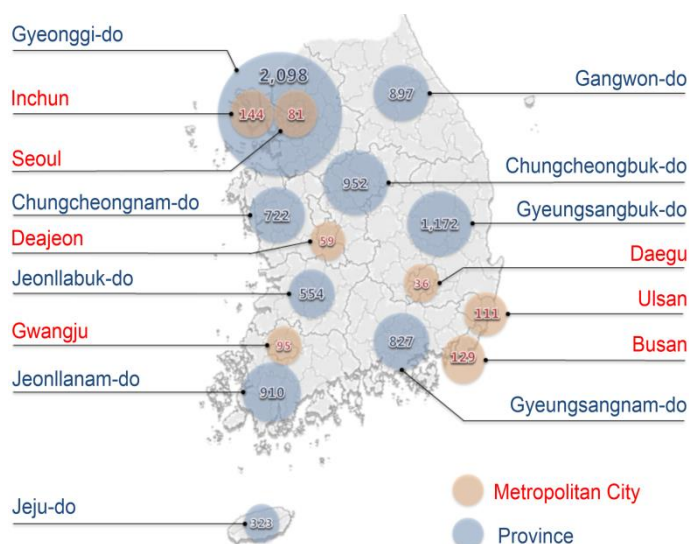 Gyeonggi-do
2,098
Gangwon-do
897
Inchun
144
81
Seoul
Chungcheongbuk-do
952
Chungcheongnam-do
722
Gyeungsangbuk-do
1,172
Deajeon
59
Daegu
36
Jeonllabuk-do
554
Ulsan
111
Gwangju
95
827
Busan
129
Jeonllanam-do
910
Gyeungsangnam-do
Metropolitan City
Jeju-do
323
Province